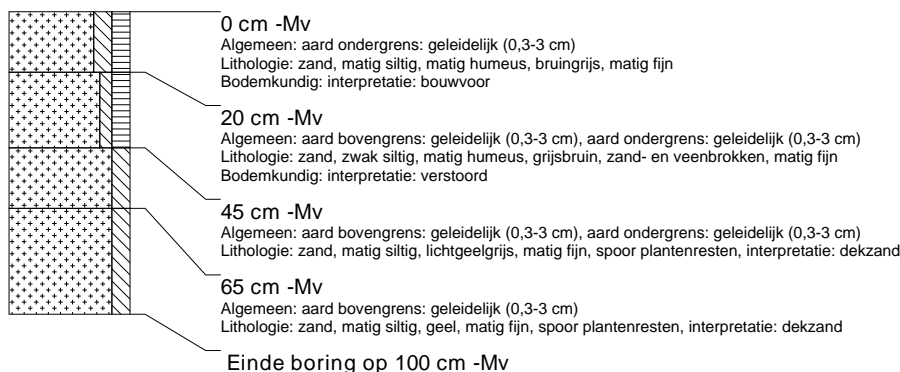 0 cm -Mv
Algemeen: aard ondergrens: geleidelijk (0,3-3 cm)
Lithologie: zand, matig siltig, matig humeus, bruingrijs, matig fijn
Bodemkundig: interpretatie: bouwvoor
20 cm -Mv
Algemeen: aard bovengrens: geleidelijk (0,3-3 cm), aard ondergrens: geleidelijk (0,3-3 cm)
Lithologie: zand, zwak siltig, matig humeus, grijsbruin, zand- en veenbrokken, matig fijn
Bodemkundig: interpretatie: verstoord
45 cm -Mv
Algemeen: aard bovengrens: geleidelijk (0,3-3 cm), aard ondergrens: geleidelijk (0,3-3 cm)
Lithologie: zand, matig siltig, lichtgeelgrijs, matig fijn, spoor plantenresten, interpretatie: dekzand
65 cm -Mv
Algemeen: aard bovengrens: geleidelijk (0,3-3 cm)
Lithologie: zand, matig siltig, geel, matig fijn, spoor plantenresten, interpretatie: dekzand
Einde boring op 100 cm -Mv